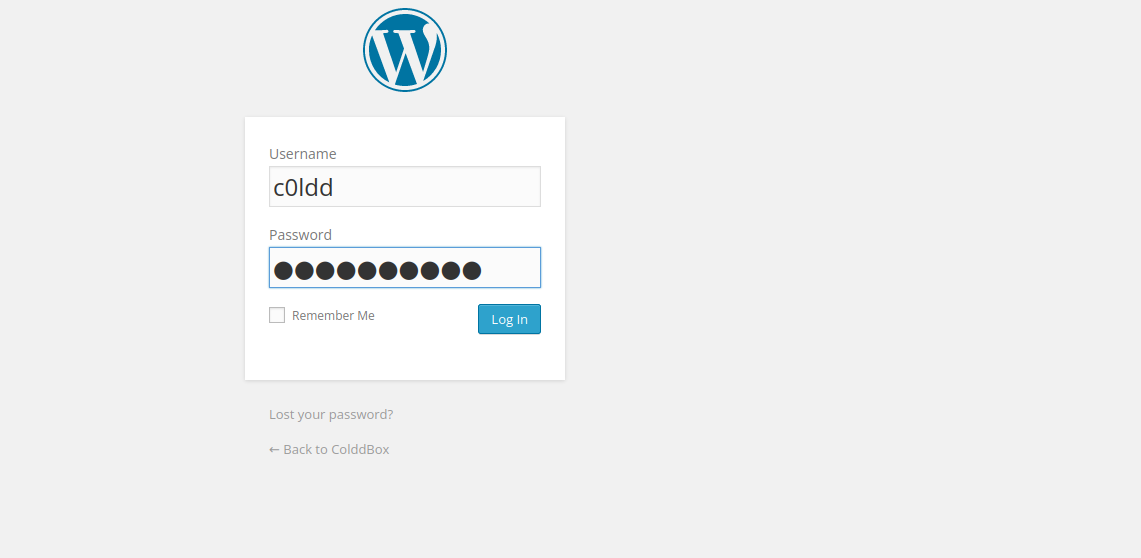 Username
c0ldd
Password
●●●●●●●●●●
Remember Me
Log In
Lost your password?
← Back to ColddBox